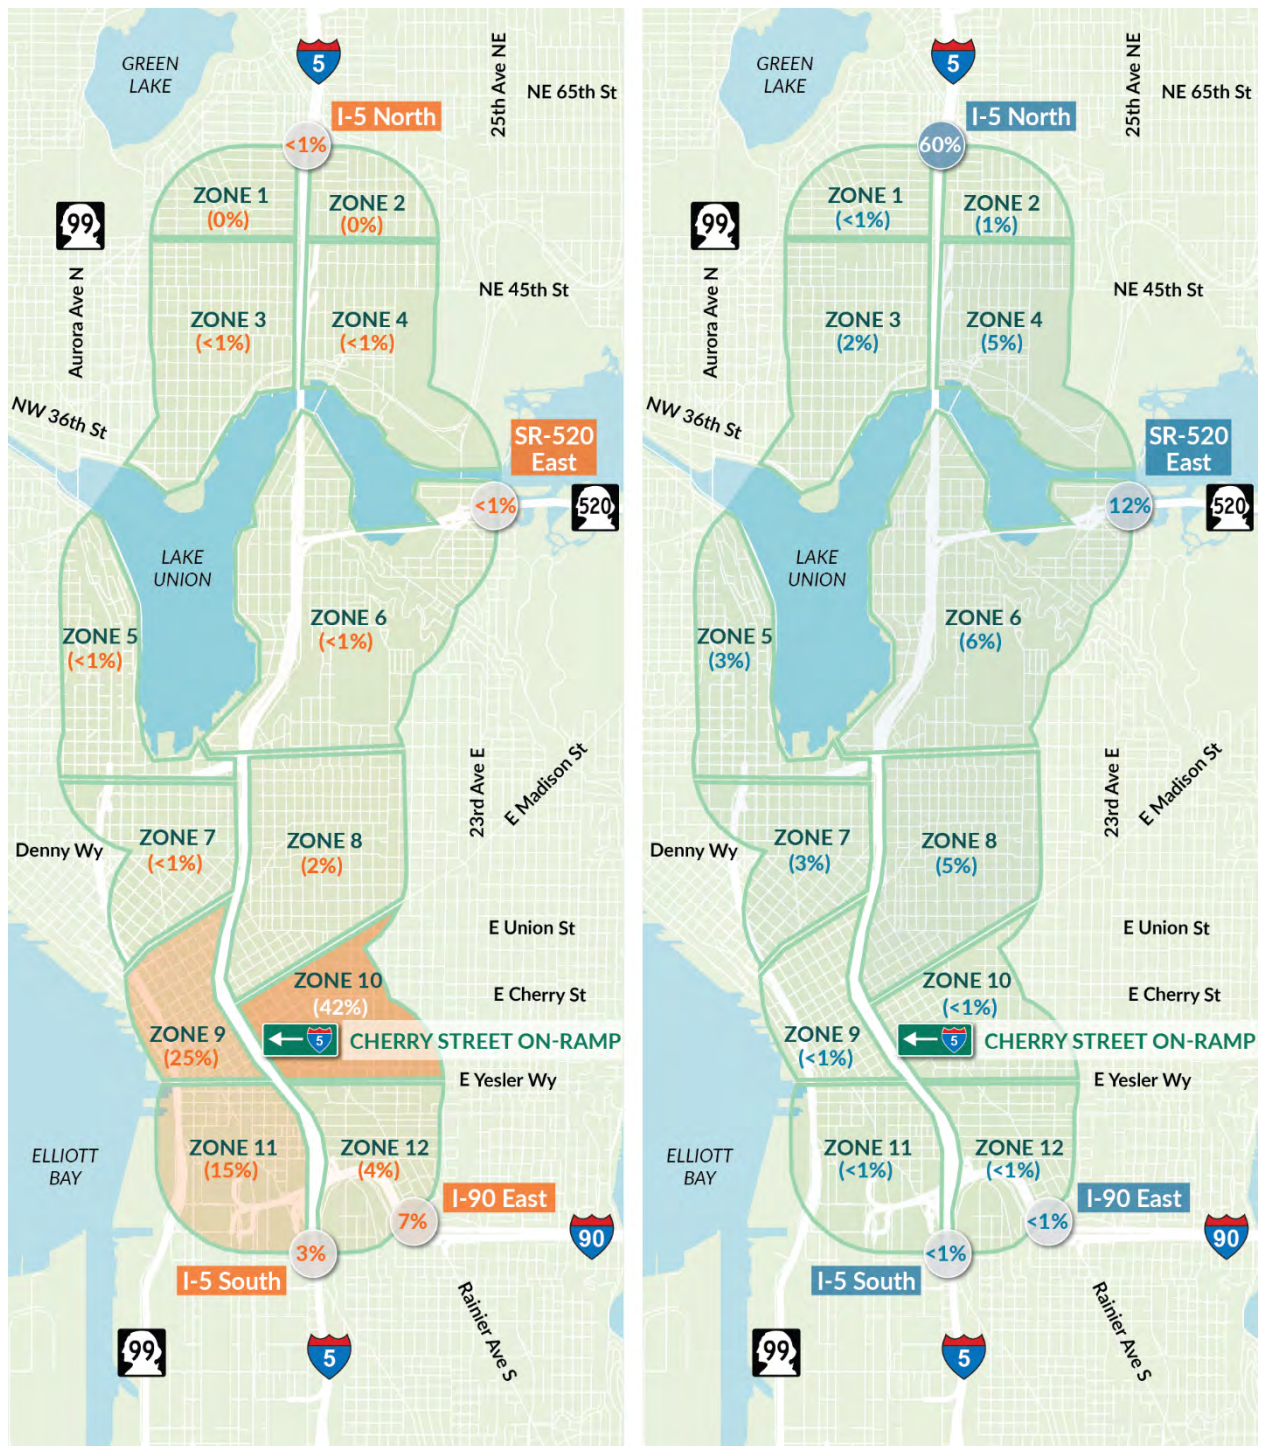 GREEN
LAKE
5
25th Ave NE
NE 65th St
I-5 North
<1%
ZONE 1
(0%)
ZONE 2
(0%)
99
Aurora Ave N
NE 45th St
ZONE 3
(<1%)
ZONE 4
(<1%)
NW 36th St
SR-520
East
<1%
520
LAKE
UNION
ZONE 5
(<1%)
ZONE 6
(<1%)
23rd Ave E
E Madison St
Denny Wy
ZONE 7
(<1%)
ZONE 8
(2%)
E Union St
ZONE 10
(42%)
E Cherry St
ZONE 9
(25%)
5
CHERRY STREET ON-RAMP
E Yesler Wy
ELLIOTT
BAY
ZONE 11
(15%)
ZONE 12
(4%)
I-90 East
7%
90
3%
I-5 South
Rainier Ave S
99
5
GREEN
LAKE
5
25th Ave NE
NE 65th St
I-5 North
60%
ZONE 1
(<1%)
ZONE 2
(1%)
99
Aurora Ave N
NE 45th St
ZONE 3
(2%)
ZONE 4
(5%)
NW 36th St
SR-520
East
12%
520
LAKE
UNION
ZONE 5
(3%)
ZONE 6
(6%)
23rd Ave E
E Madison St
Denny Wy
ZONE 7
(3%)
ZONE 8
(5%)
E Union St
ZONE 10
(<1%)
E Cherry St
ZONE 9
(<1%)
5
CHERRY STREET ON-RAMP
E Yesler Wy
ELLIOTT
BAY
ZONE 11
(<1%)
ZONE 12
(<1%)
I-90 East
<1%
90
<1%
I-5 South
Rainier Ave S
99
5